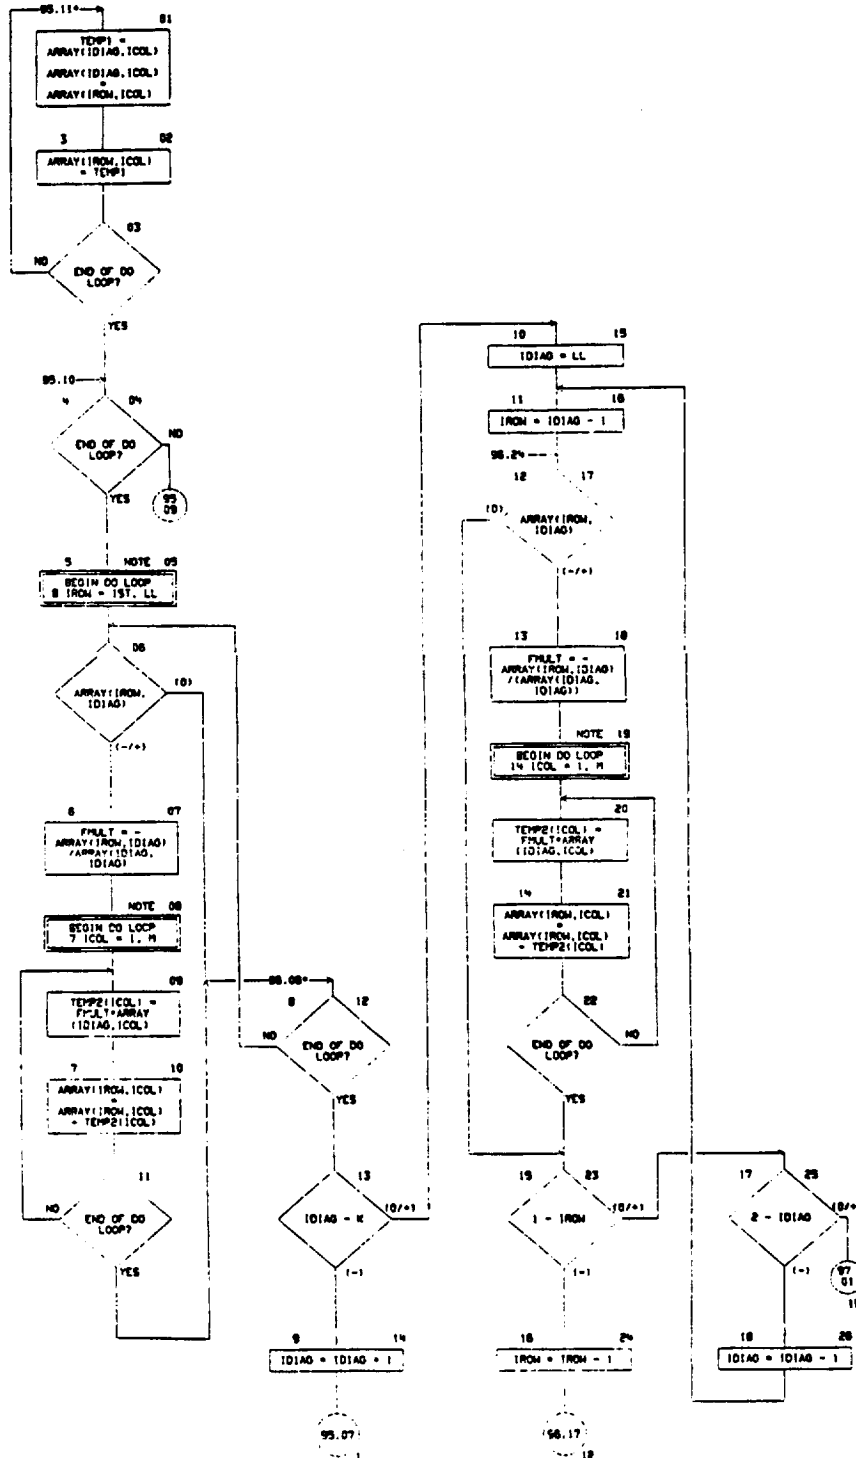 95.11*
01
TEMP1 =
ARRAY(IDIAG,ICOL)
ARRAY(IDIAG,ICOL)
=
ARRAY(IROW,ICOL)
3 02
ARRAY(IROW,ICOL)
= TEMP1
03
NO
END OF DO
LOOP?
YES
95.10
4 04
NO
END OF DO
LOOP?
YES
95
09
5 NOTE 05
BEGIN DO LOOP
8 IROW = IST, LL
06
(0)
ARRAY(IROW,
IDIAG)
(-/+)
6 07
FMULT = -
ARRAY(IROW,IDIAG)
/ARRAY(IDIAG,
IDIAG)
NOTE 08
BEGIN DO LOOP
7 ICOL = 1, M
09
TEMP2(ICOL) =
FMULT*ARRAY
(IDIAG,ICOL)
7 10
ARRAY(IROW,ICOL)
=
ARRAY(IROW,ICOL)
+ TEMP2(ICOL)
11
NO
END OF DO
LOOP?
YES
96.06*
8 12
NO
END OF DO
LOOP?
YES
13
IDIAG - K
(0/+)
(-)
9 14
IDIAG = IDIAG + 1
95.07
1
10 15
IDIAG = LL
11 16
IROW = IDIAG - 1
96.24
12 17
(0)
ARRAY(IROW,
IDIAG)
(-/+)
13 18
FMULT = -
ARRAY(IROW,IDIAG)
/(ARRAY(IDIAG,
IDIAG))
NOTE 19
BEGIN DO LOOP
14 ICOL = 1, M
20
TEMP2(ICOL) =
FMULT*ARRAY
(IDIAG,ICOL)
14 21
ARRAY(IROW,ICOL)
=
ARRAY(IROW,ICOL)
+ TEMP2(ICOL)
22
END OF DO
LOOP?
NO
YES
15 23
1 - IROW
(0/+)
(-)
16 24
IROW = IROW - 1
96.17
12
17 25
2 - IDIAG
(0/+)
(-)
97
01
18 26
IDIAG = IDIAG - 1